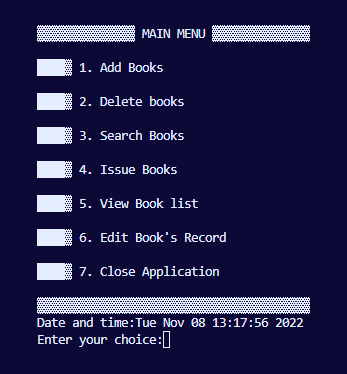 MAIN MENU
1. Add Books
2. Delete books
3. Search Books
4. Issue Books
5. View Book list
6. Edit Book's Record
7. Close Application
Date and time:Tue Nov 08 13:17:56 2022
Enter your choice: